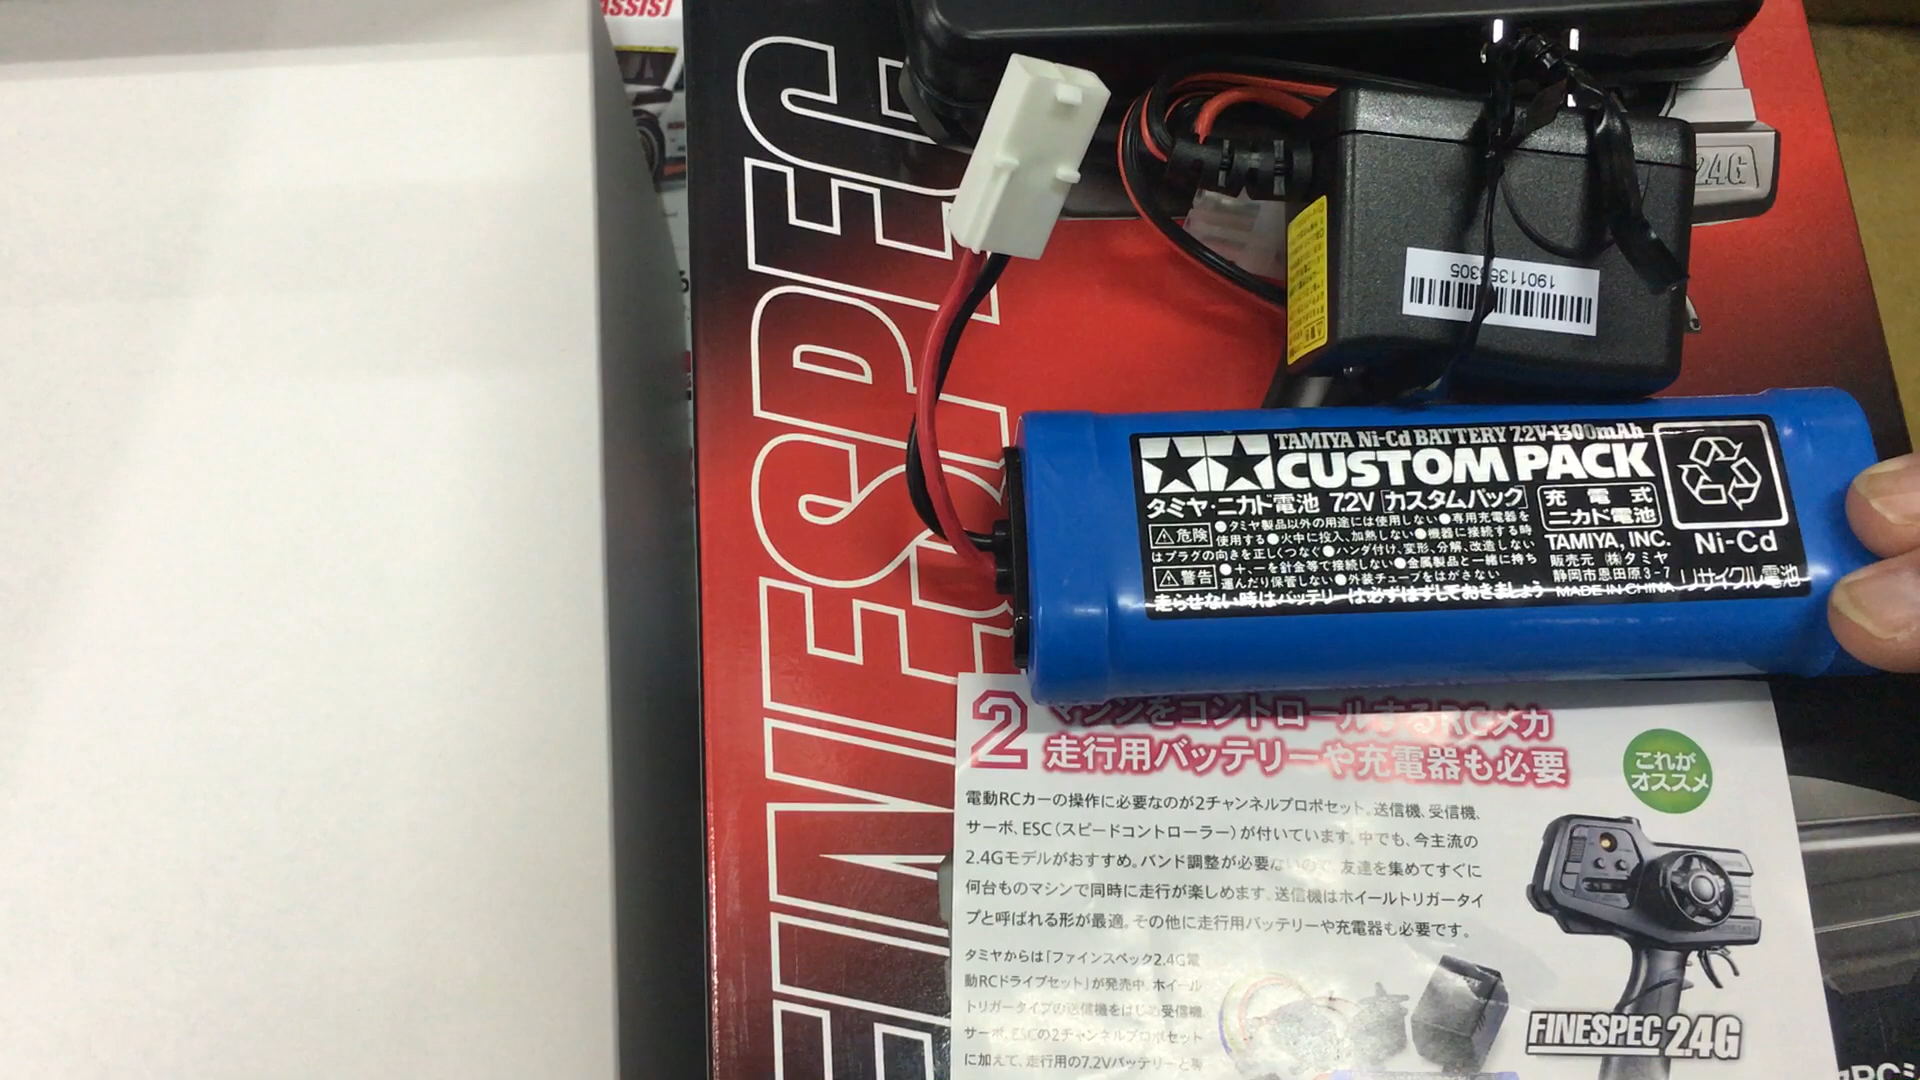 ASSIST
FINESPEC
2.4G
1901135S305
TAMIYA Ni-Cd BATTERY 7.2V-1300mAh
CUSTOM PACK
タミヤ・ニカド電池 7.2V カスタムパック
充電式
ニカド電池
危険 ●タミヤ製品以外の用途には使用しない●専用充電器を
使用する●火中に投入、加熱しない●機器に接続する時
はプラグの向きを正しくつなぐ●ハンダ付け、変形、分解、改造しない
警告 ●＋、－を針金等で接続しない●金属製品と一緒に持ち
運んだり保管しない●外装チューブをはがさない
走らせない時はバッテリーは必ずはずしておきましょう
TAMIYA, INC.
販売元 ㈱タミヤ
静岡市恩田原3-7
MADE IN CHINA
Ni-Cd
リサイクル電池
2 マシンをコントロールするRCメカ
走行用バッテリーや充電器も必要
これが
オススメ
電動RCカーの操作に必要なのが2チャンネルプロポセット。送信機、受信機、
サーボ、ESC（スピードコントローラー）が付いています。中でも、今主流の
2.4Gモデルがおすすめ。バンド調整が必要ないので、友達を集めてすぐに
何台ものマシンで同時に走行が楽しめます。送信機はホイールトリガータイ
プと呼ばれる形が最適。その他に走行用バッテリーや充電器も必要です。
タミヤからは「ファインスペック2.4G電
動RCドライブセット」が発売中。ホイール
トリガータイプの送信機をはじめ受信機、
サーボ、ESCの2チャンネルプロポセット
に加えて、走行用の7.2Vバッテリーと専
FINESPEC 2.4G